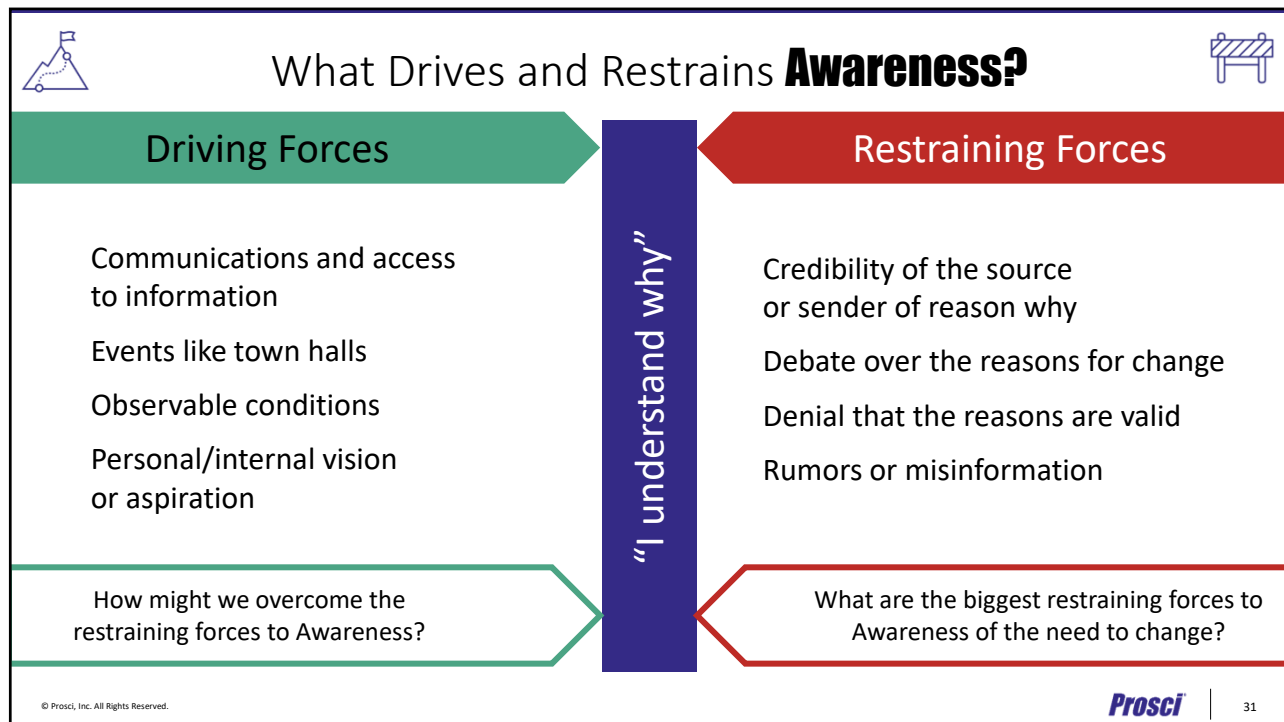 What Drives and Restrains Awareness?
Driving Forces
Communications and access
to information
Events like town halls
Observable conditions
Personal/internal vision
or aspiration
How might we overcome the
restraining forces to Awareness?
“I understand why”
Restraining Forces
Credibility of the source
or sender of reason why
Debate over the reasons for change
Denial that the reasons are valid
Rumors or misinformation
What are the biggest restraining forces to
Awareness of the need to change?
© Prosci, Inc. All Rights Reserved.
Prosci
31